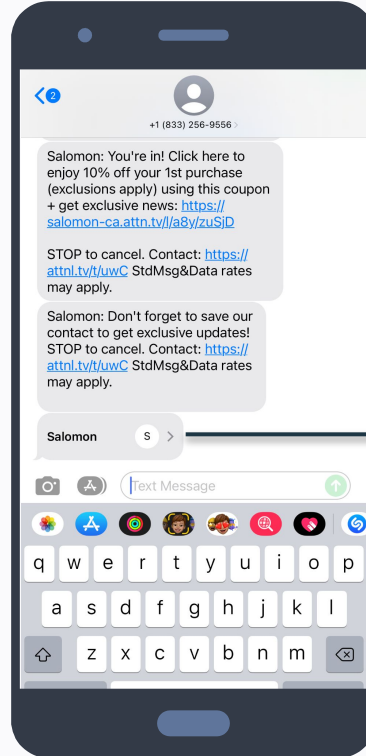 2
+1 (833) 256-9556
Salomon: You're in! Click here to
enjoy 10% off your 1st purchase
(exclusions apply) using this coupon
+ get exclusive news: https://
salomon-ca.attn.tv/l/a8y/zuSjD
STOP to cancel. Contact: https://
attnl.tv/t/uwC StdMsg&Data rates
may apply.
Salomon: Don't forget to save our
contact to get exclusive updates!
STOP to cancel. Contact: https://
attnl.tv/t/uwC StdMsg&Data rates
may apply.
Salomon S
Text Message
q w e r t y u i o p
a s d f g h j k l
z x c v b n m